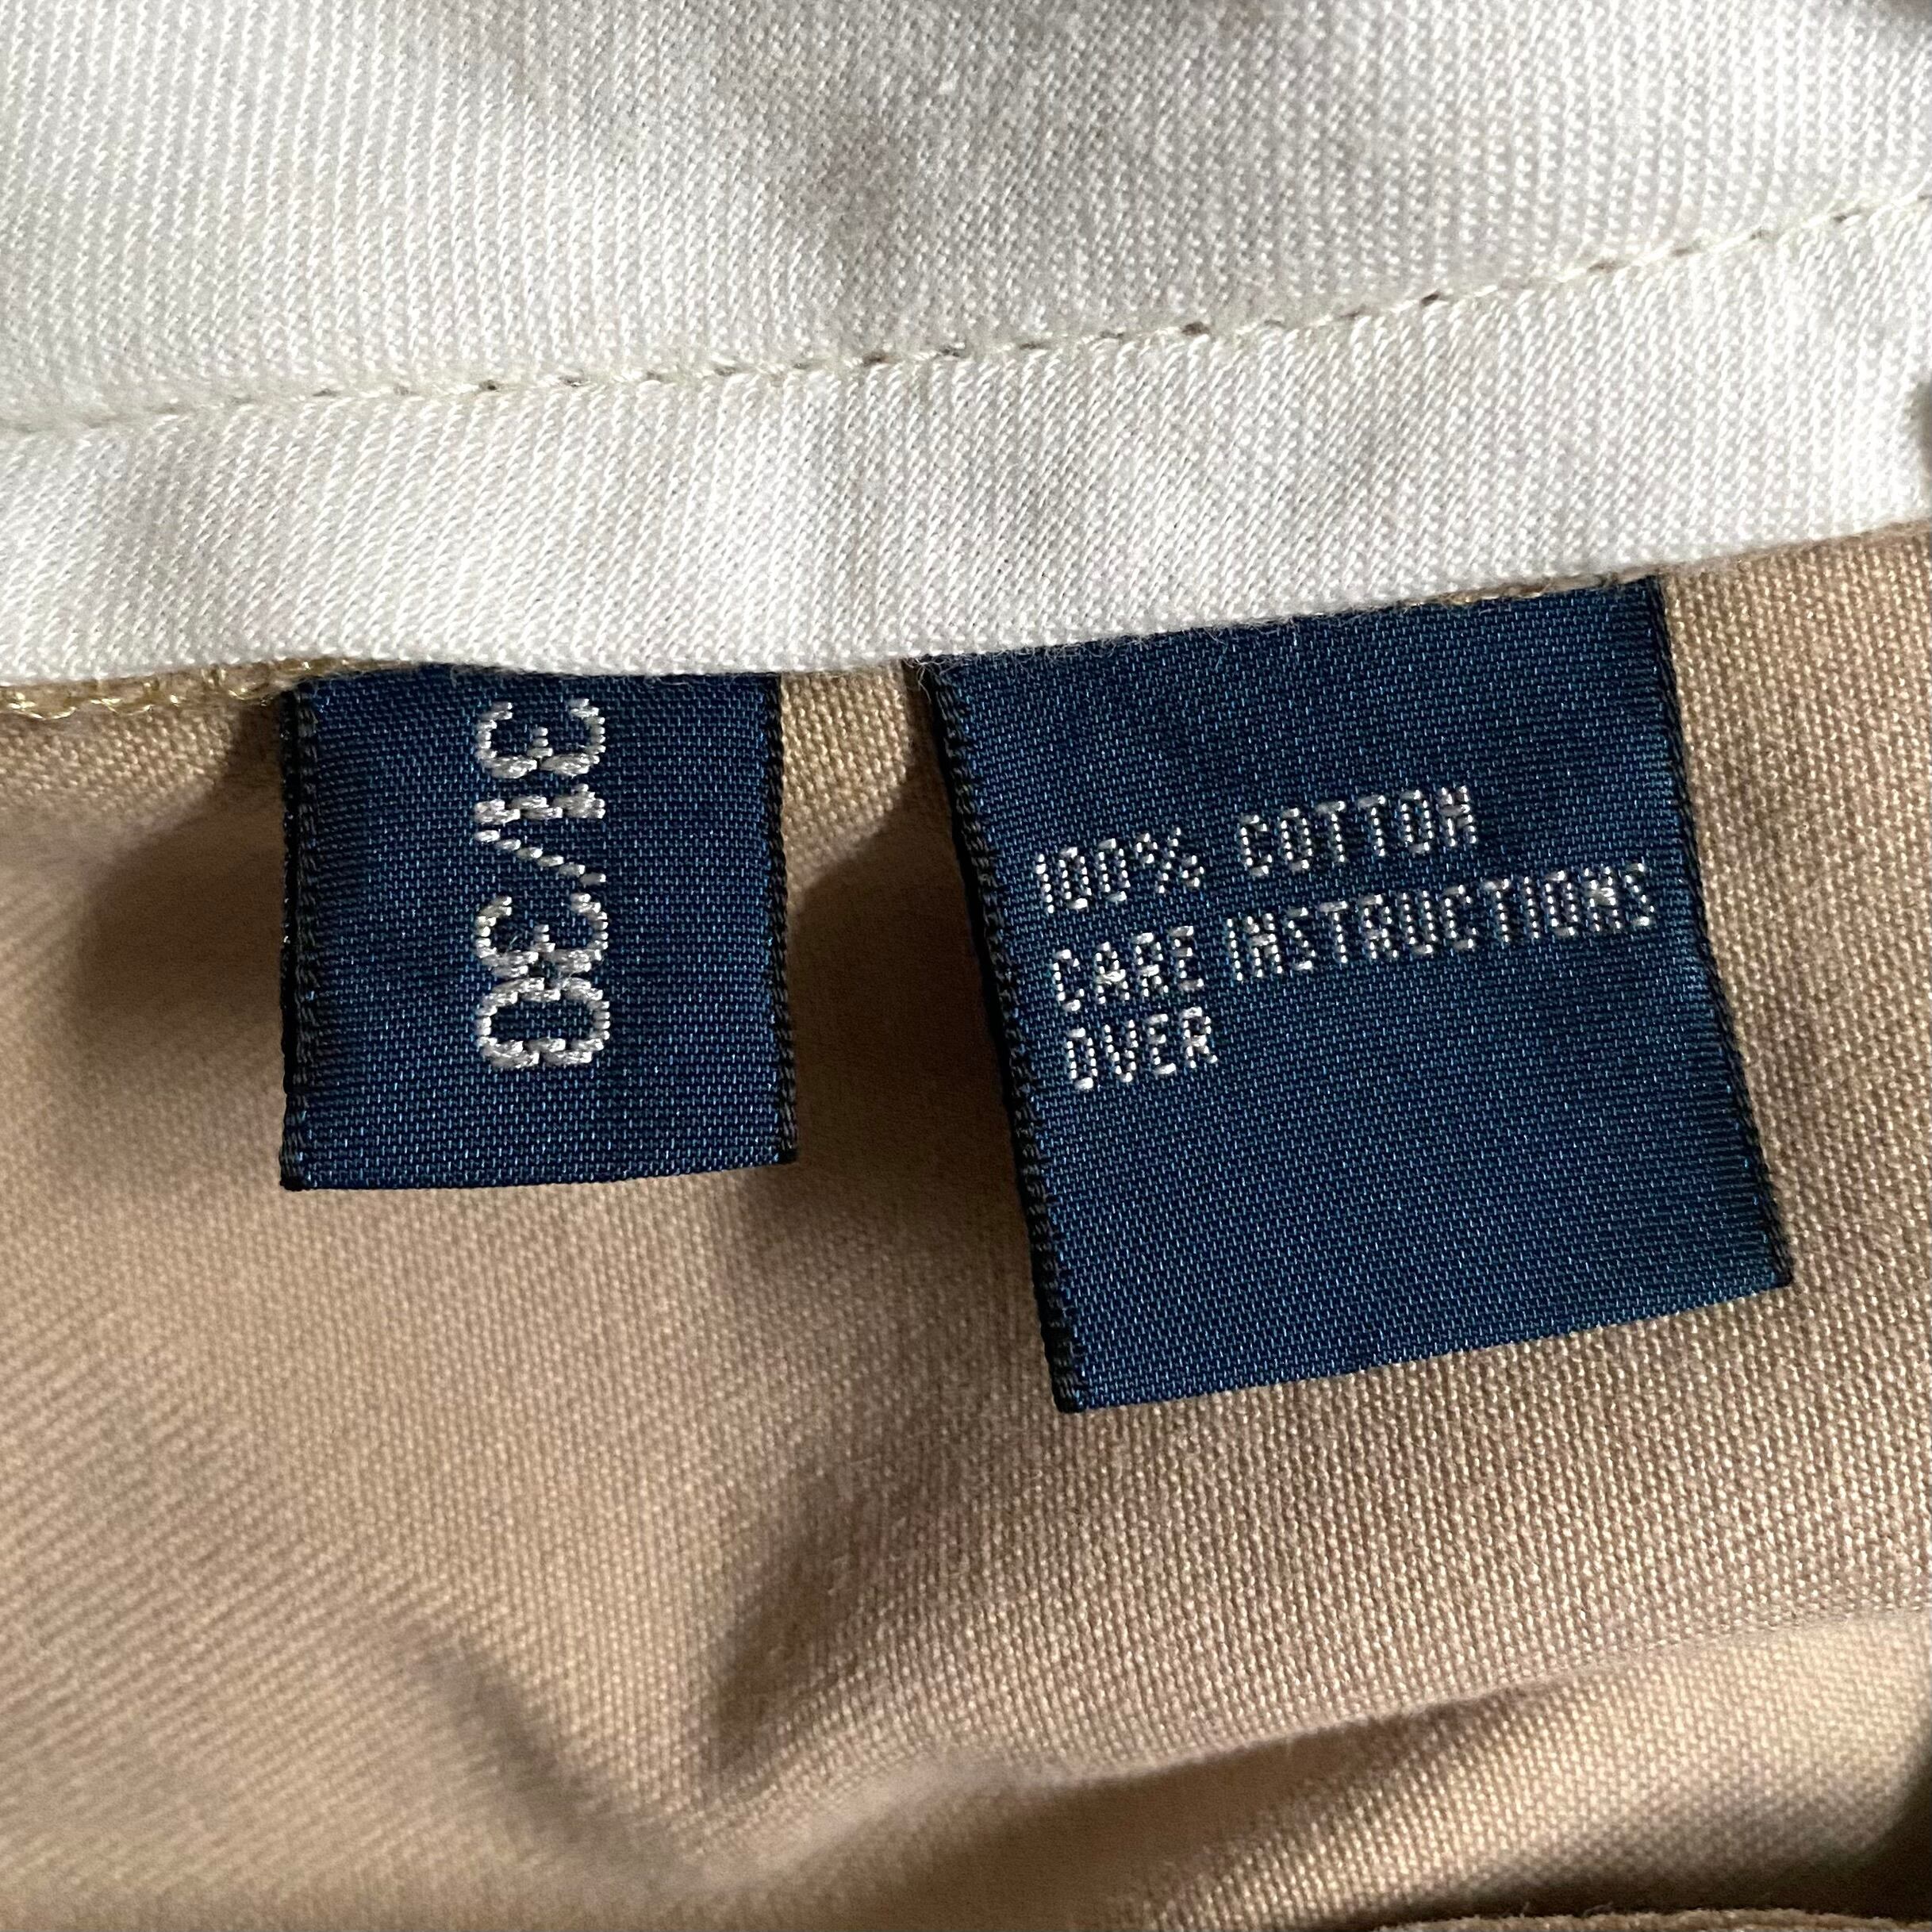 31/30
100% COTTON
CARE INSTRUCTIONS
OVER